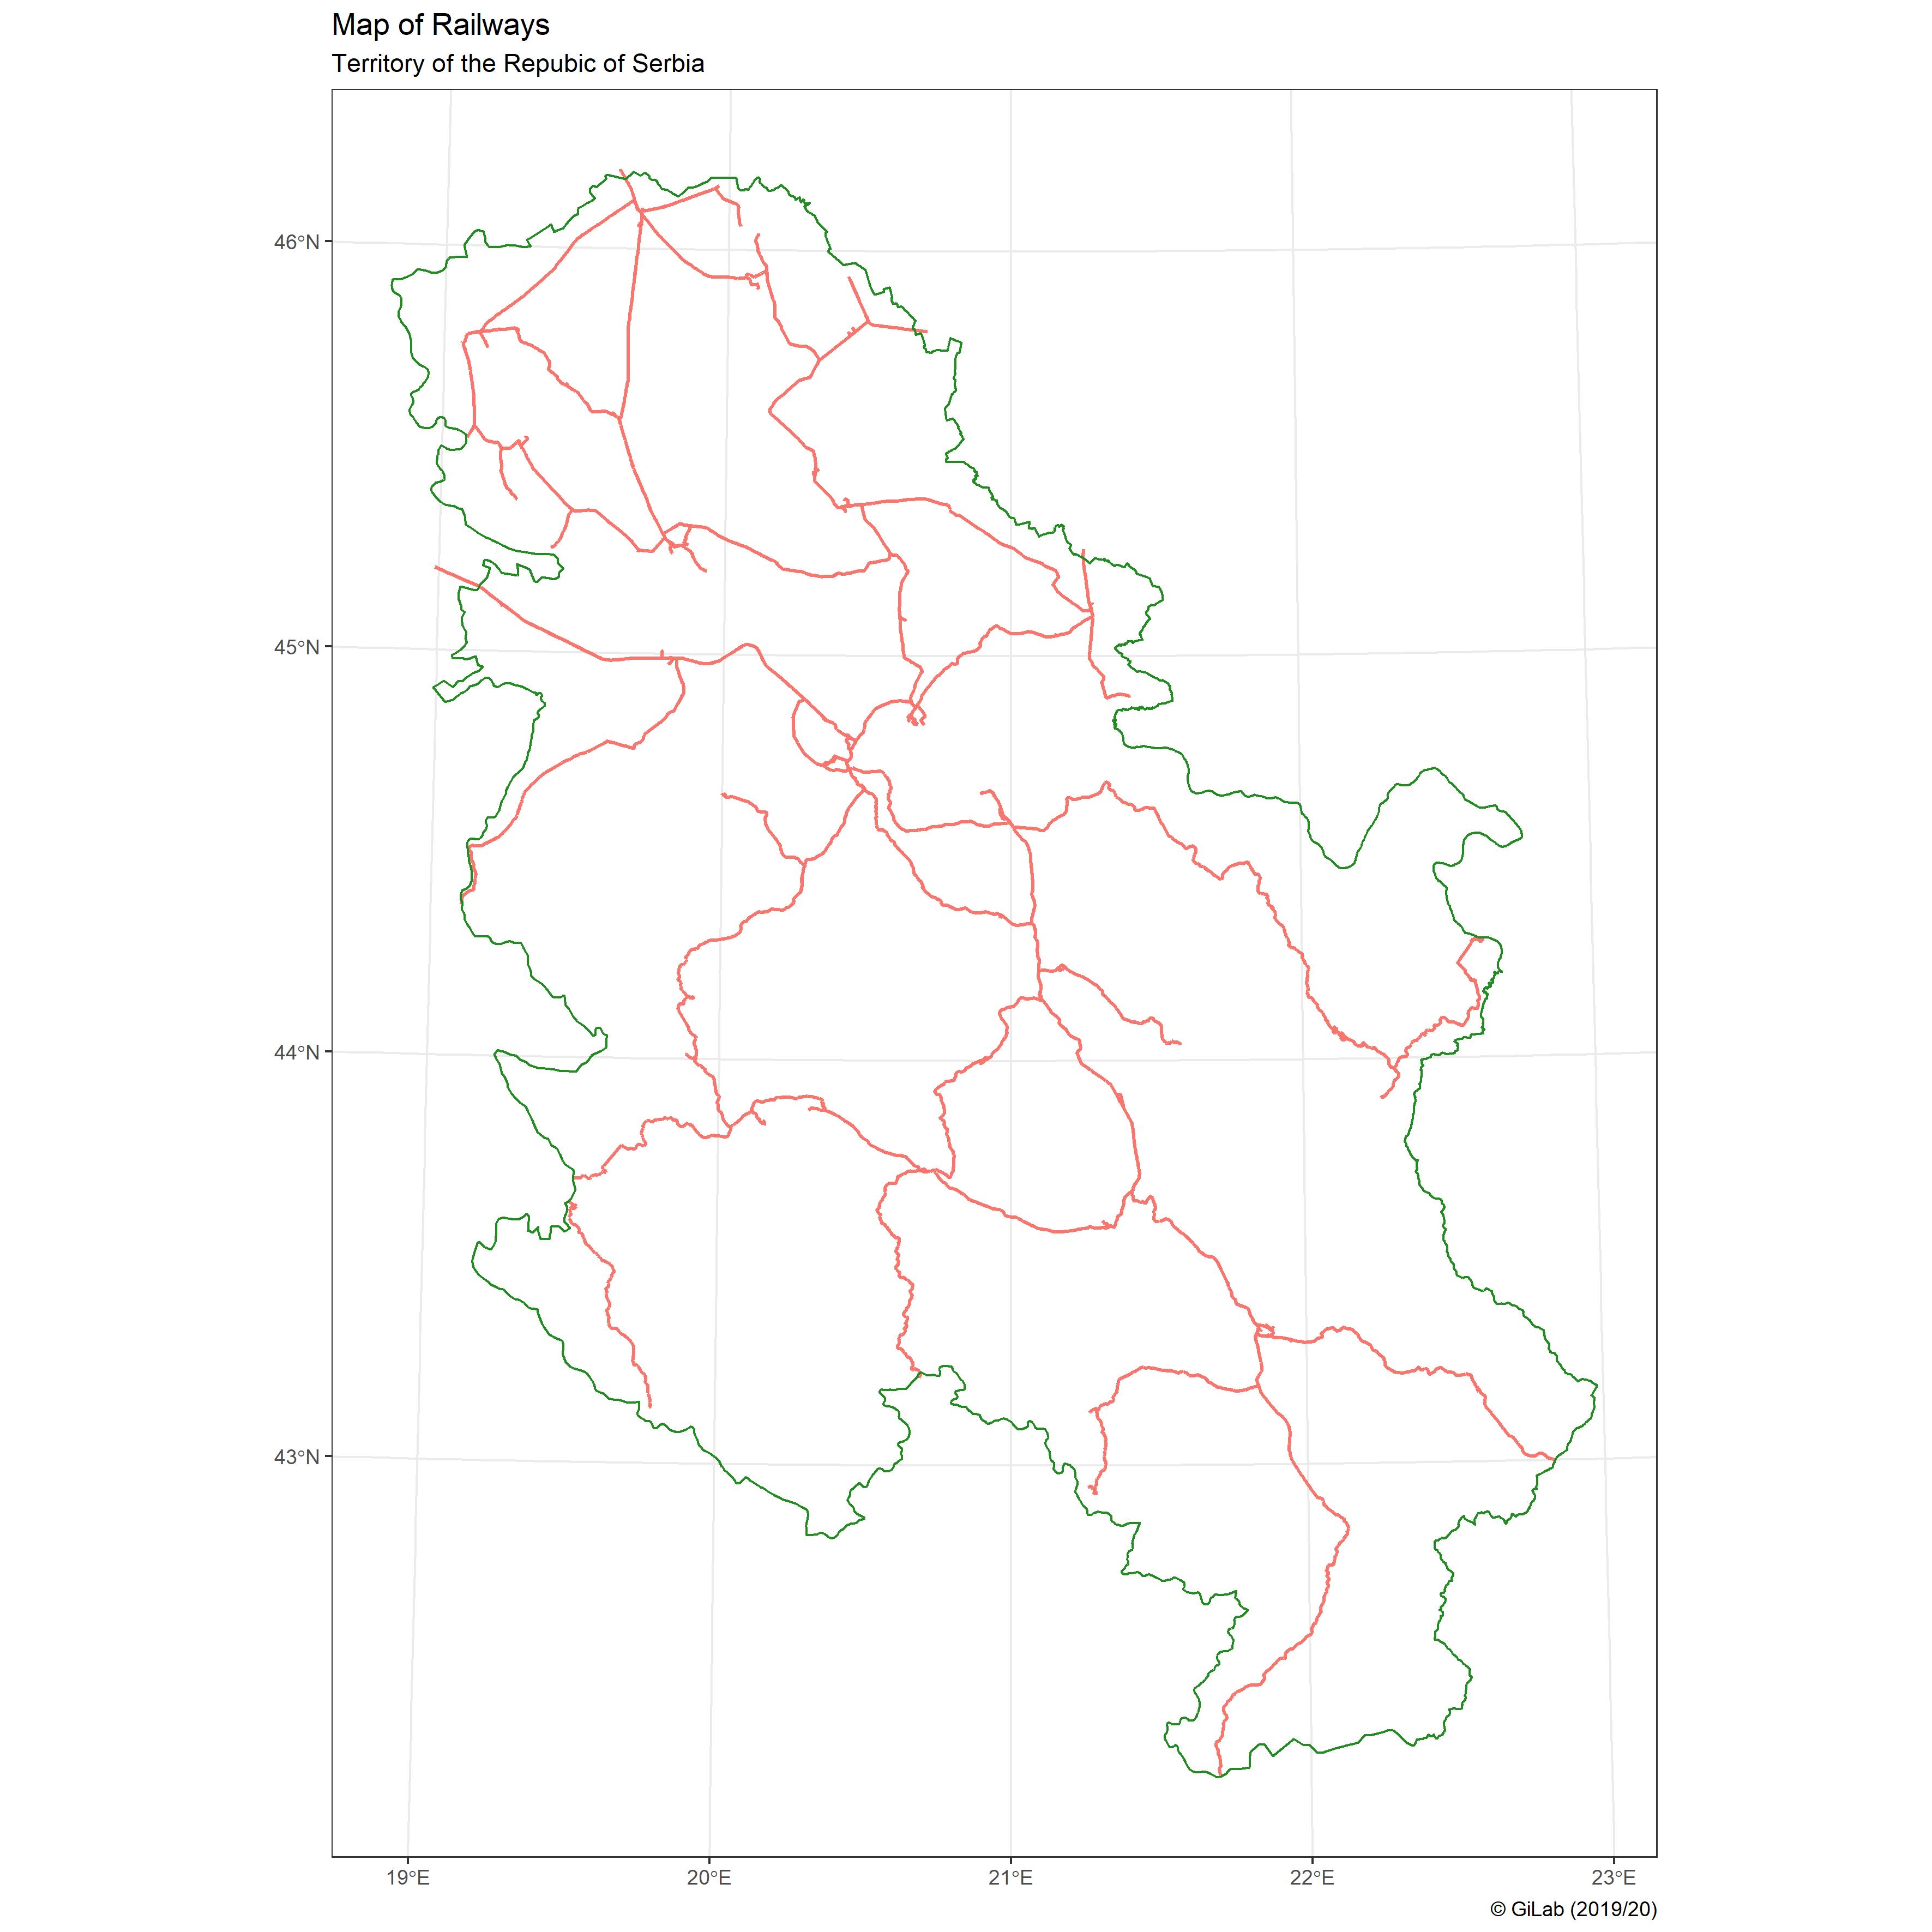 Map of Railways
Territory of the Repubic of Serbia
46°N
45°N
44°N
43°N
19°E
20°E
21°E
22°E
23°E
© GiLab (2019/20)